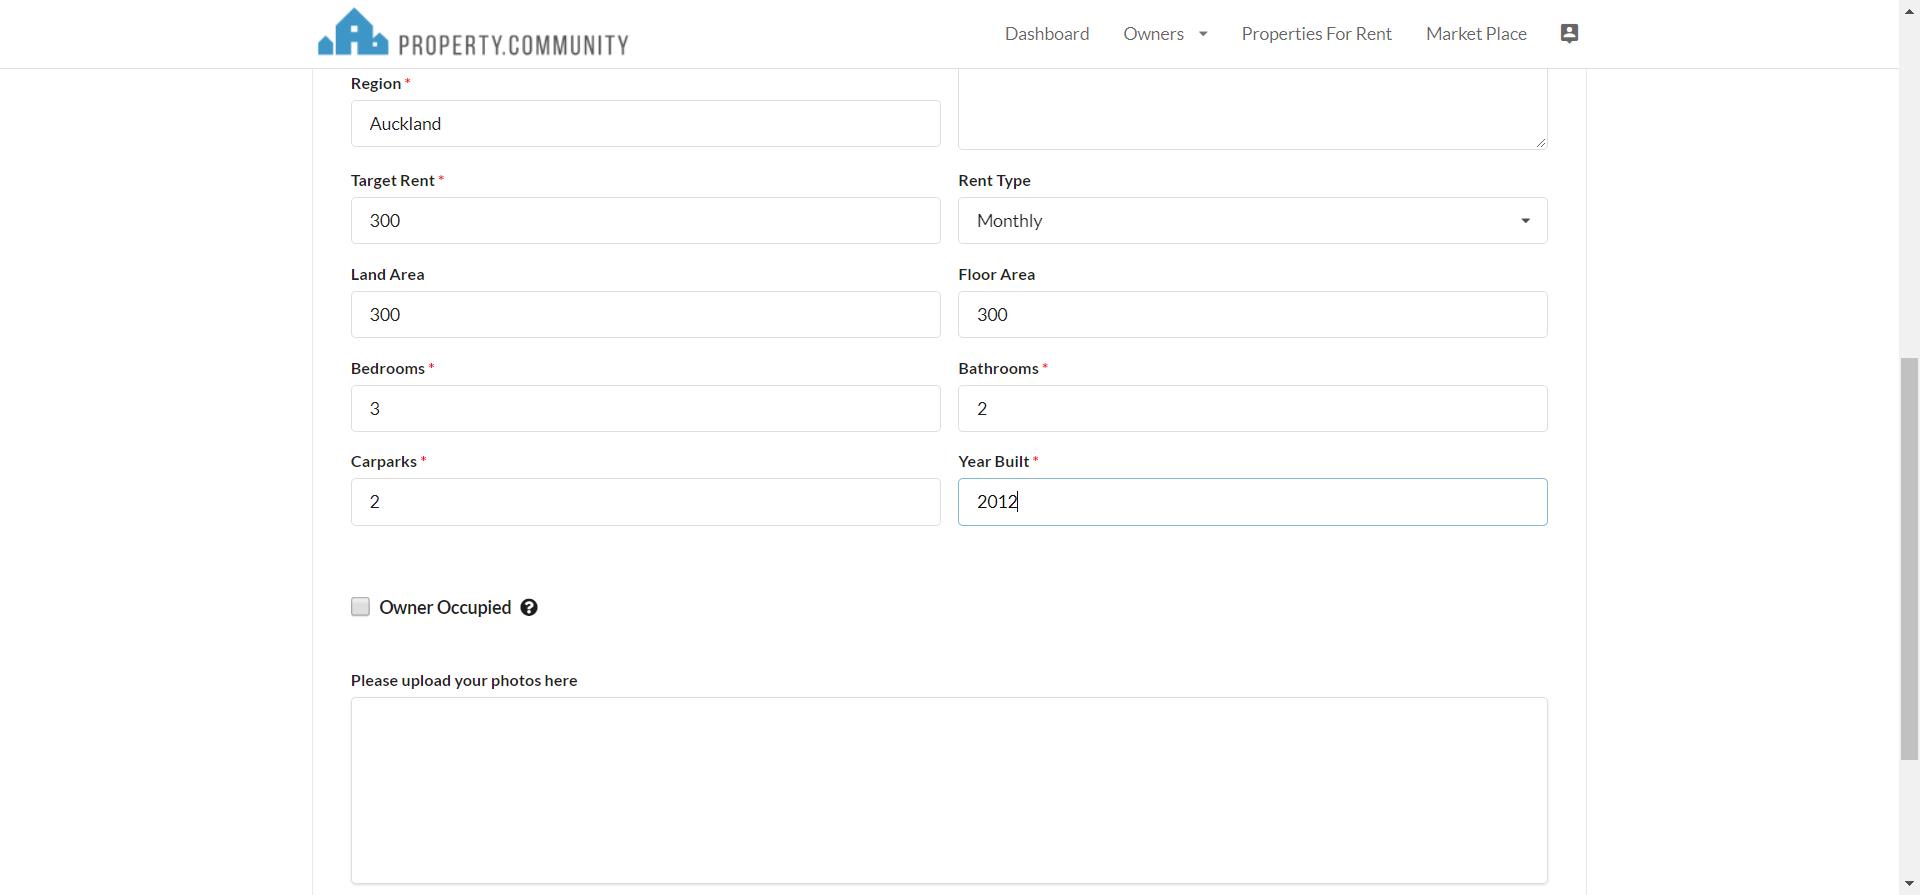 PROPERTY.COMMUNITY
Dashboard Owners Properties For Rent Market Place
Region *
Auckland
Target Rent * Rent Type
300 Monthly
Land Area Floor Area
300 300
Bedrooms * Bathrooms *
3 2
Carparks * Year Built *
2 2012
Owner Occupied ?
Please upload your photos here